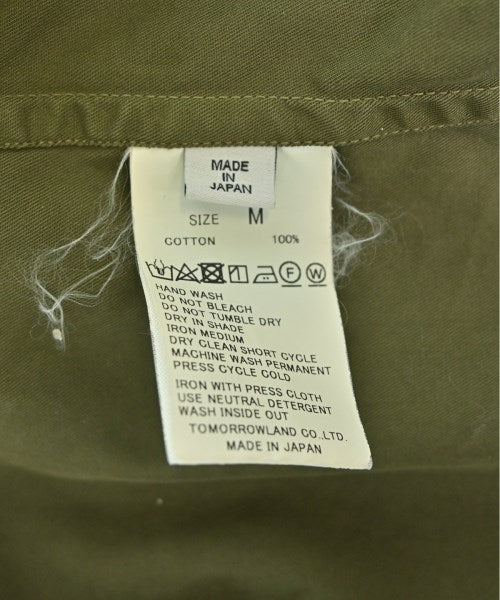 MADE
IN
JAPAN
SIZE M
COTTON 100%
F W
HAND WASH
DO NOT BLEACH
DO NOT TUMBLE DRY
DRY IN SHADE
IRON MEDIUM
DRY CLEAN SHORT CYCLE
MACHINE WASH PERMANENT
PRESS CYCLE COLD
IRON WITH PRESS CLOTH
USE NEUTRAL DETERGENT
WASH INSIDE OUT
TOMORROWLAND CO.,LTD.
MADE IN JAPAN